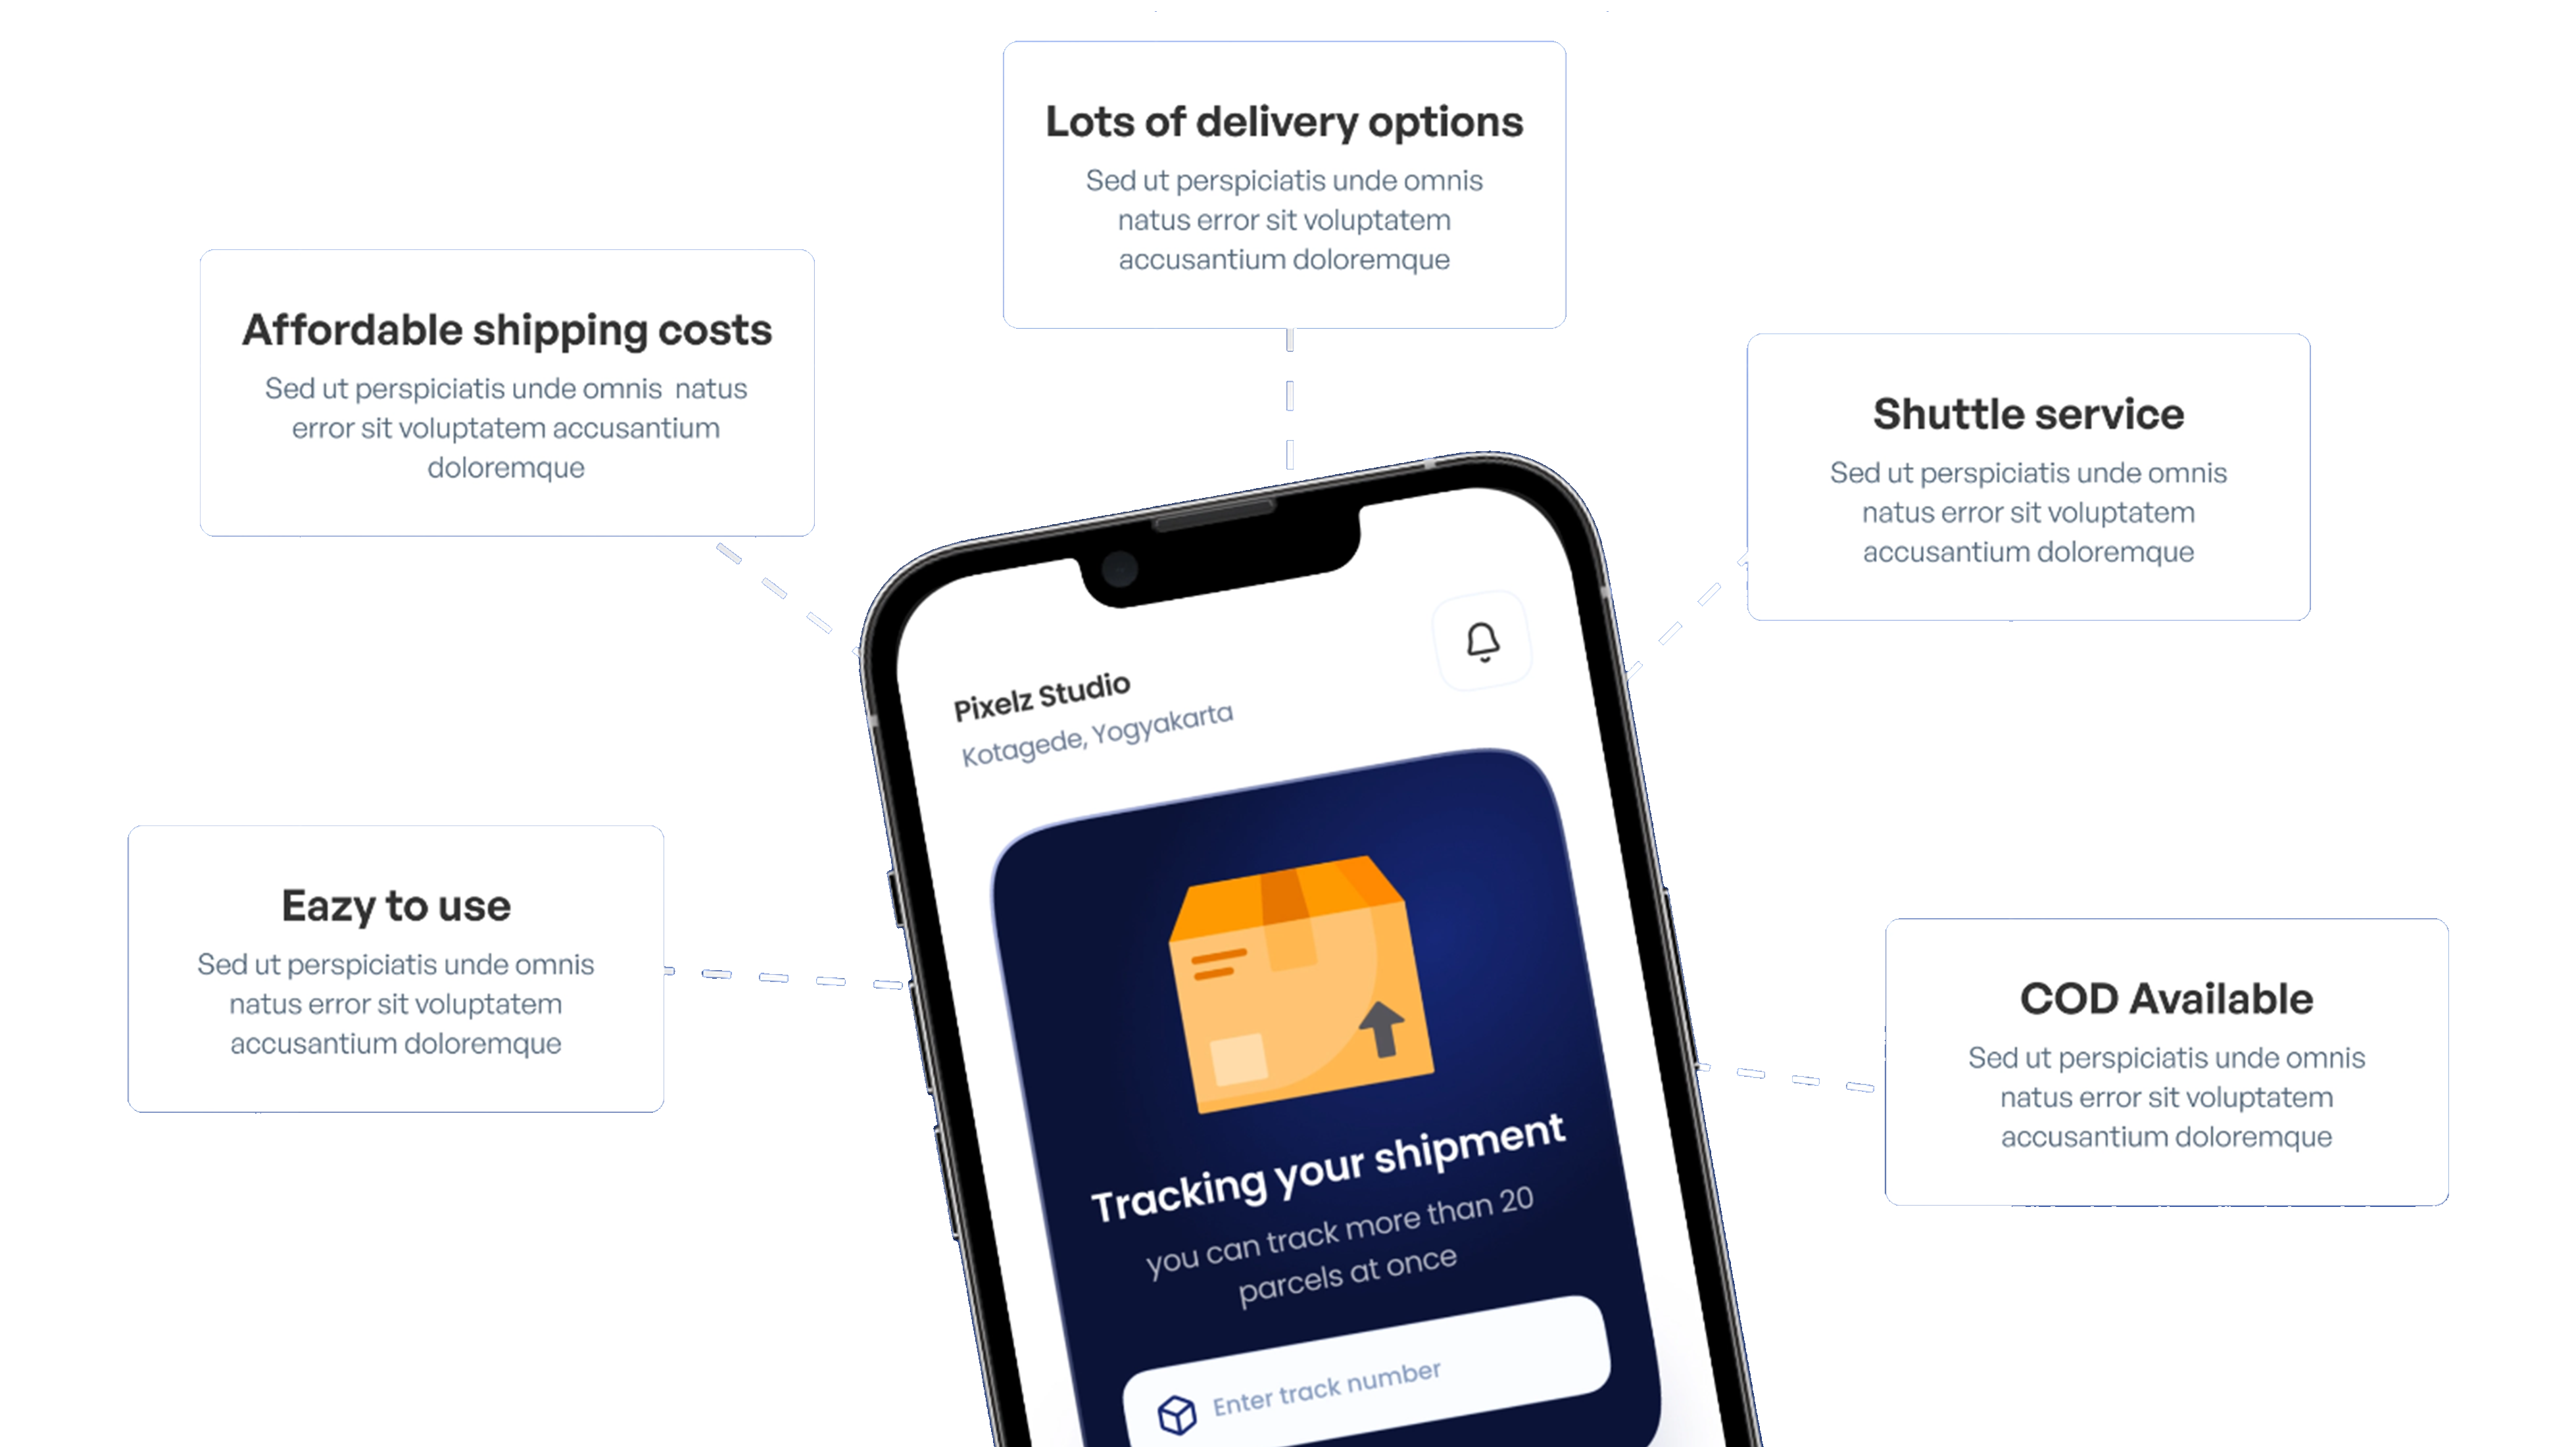 Lots of delivery options
Sed ut perspiciatis unde omnis
natus error sit voluptatem
accusantium doloremque
Affordable shipping costs
Sed ut perspiciatis unde omnis  natus
error sit voluptatem accusantium
doloremque
Shuttle service
Sed ut perspiciatis unde omnis
natus error sit voluptatem
accusantium doloremque
Eazy to use
Sed ut perspiciatis unde omnis
natus error sit voluptatem
accusantium doloremque
COD Available
Sed ut perspiciatis unde omnis
natus error sit voluptatem
accusantium doloremque
Pixelz Studio
Kotagede, Yogyakarta
Tracking your shipment
you can track more than 20
parcels at once
Enter track number